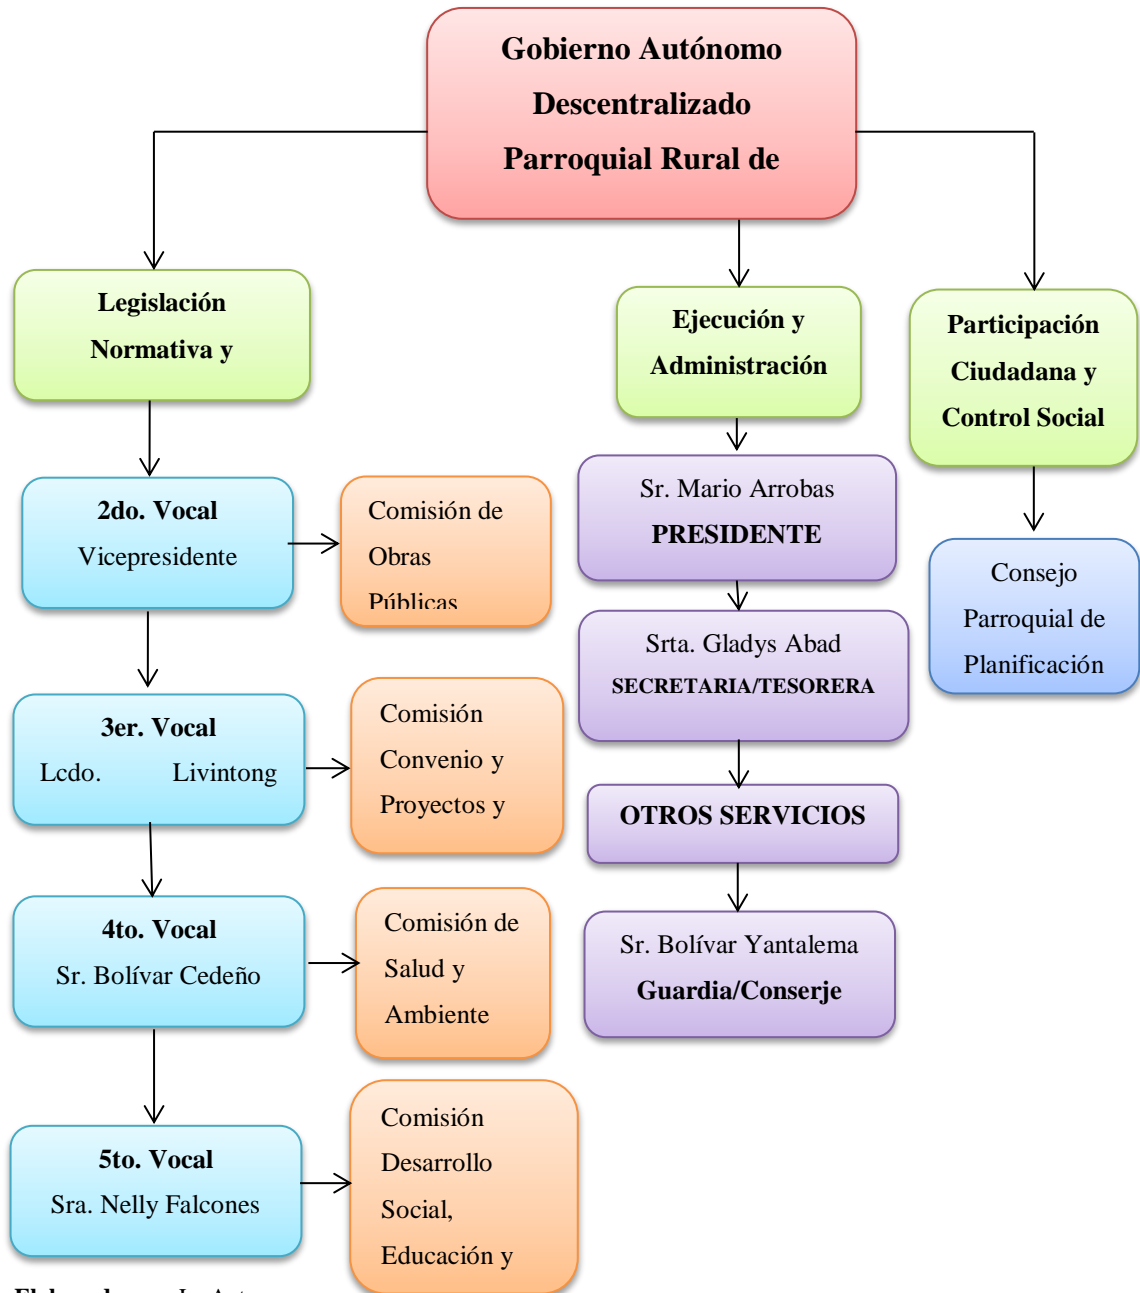 Gobierno Autónomo
Descentralizado
Parroquial Rural de
Legislación
Normativa y
Ejecución y
Administración
Participación
Ciudadana y
Control Social
2do. Vocal
Vicepresidente
Comisión de
Obras
Públicas
Sr. Mario Arrobas
PRESIDENTE
Consejo
Parroquial de
Planificación
Srta. Gladys Abad
SECRETARIA/TESORERA
3er. Vocal
Lcdo. Livintong
Comisión
Convenio y
Proyectos y
OTROS SERVICIOS
4to. Vocal
Sr. Bolívar Cedeño
Comisión de
Salud y
Ambiente
Sr. Bolívar Yantalema
Guardia/Conserje
5to. Vocal
Sra. Nelly Falcones
Comisión
Desarrollo
Social,
Educación y